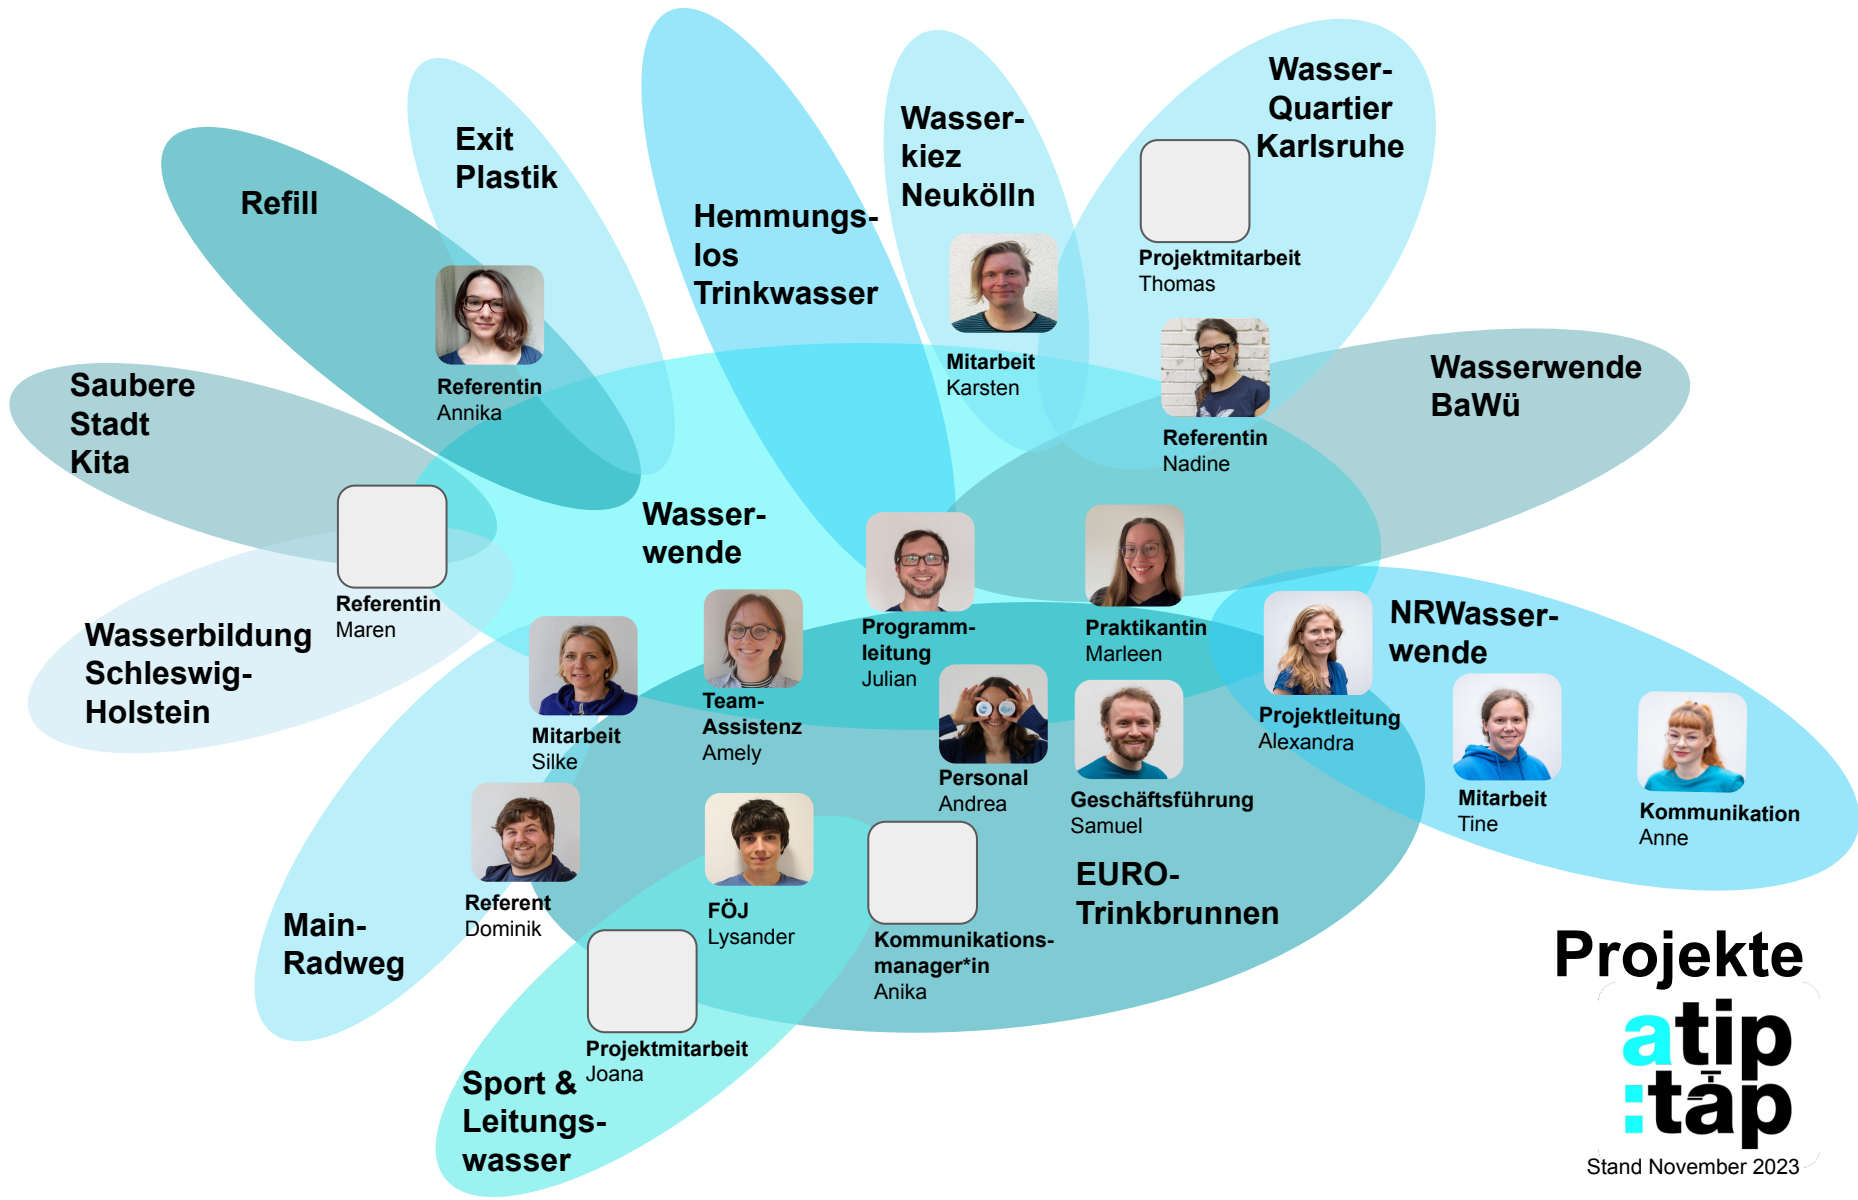 Exit
Plastik
Refill
Saubere
Stadt
Kita
Hemmungs-
los
Trinkwasser
Wasser-
kiez
Neukölln
Wasser-
Quartier
Karlsruhe
Projektmitarbeit
Thomas
Referentin
Annika
Mitarbeit
Karsten
Referentin
Nadine
Wasserwende
BaWü
Wasser-
wende
Referentin
Maren
Wasserbildung
Schleswig-
Holstein
Mitarbeit
Silke
Team-
Assistenz
Amely
Programm-
leitung
Julian
Praktikantin
Marleen
Personal
Andrea
Geschäftsführung
Samuel
NRWasser-
wende
Projektleitung
Alexandra
Mitarbeit
Tine
Kommunikation
Anne
Referent
Dominik
FÖJ
Lysander
Kommunikations-
manager*in
Anika
EURO-
Trinkbrunnen
Main-
Radweg
Projektmitarbeit
Joana
Sport &
Leitungs-
wasser
Projekte
atip
:tap
Stand November 2023